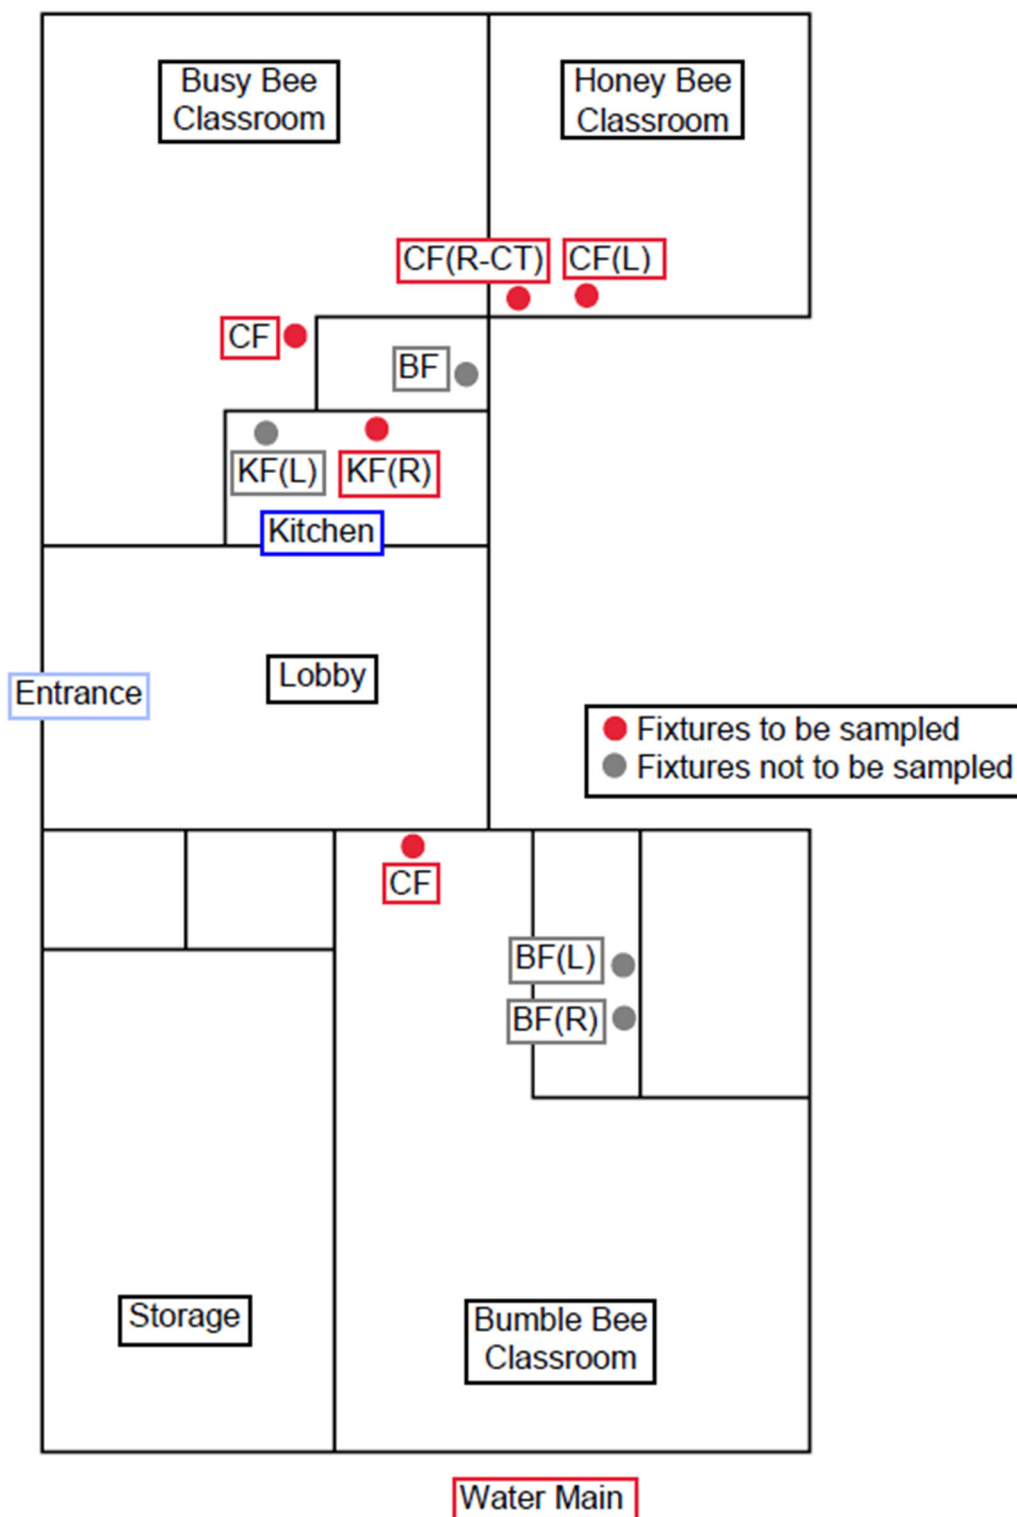 Busy Bee
Classroom
Honey Bee
Classroom
CF(R-CT)
CF(L)
CF
BF
KF(L)
KF(R)
Kitchen
Entrance
Lobby
Fixtures to be sampled
Fixtures not to be sampled
CF
BF(L)
BF(R)
Storage
Bumble Bee
Classroom
Water Main